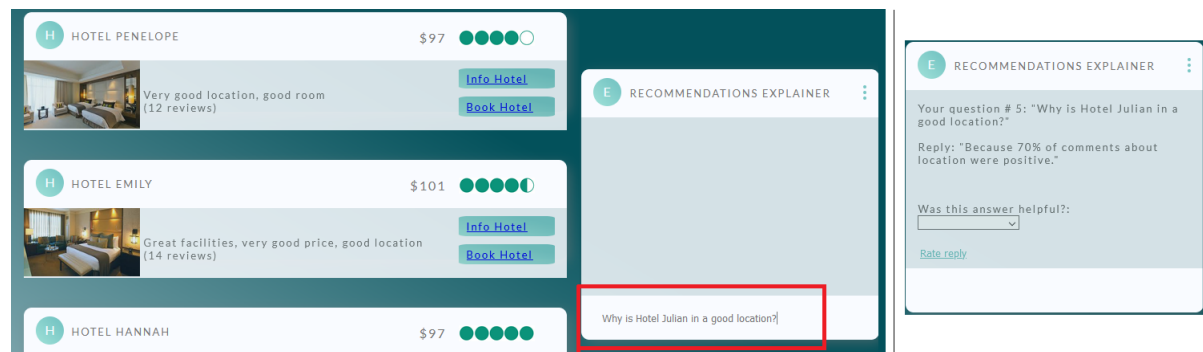 H HOTEL PENELOPE $97
Very good location, good room
(12 reviews)
Info Hotel
Book Hotel
H HOTEL EMILY $101
Great facilities, very good price, good location
(14 reviews)
Info Hotel
Book Hotel
H HOTEL HANNAH $97
E RECOMMENDATIONS EXPLAINER
Why is Hotel Julian in a good location?
E RECOMMENDATIONS EXPLAINER
Your question # 5: "Why is Hotel Julian in a
good location?"
Reply: "Because 70% of comments about
location were positive."
Was this answer helpful?:
Rate reply